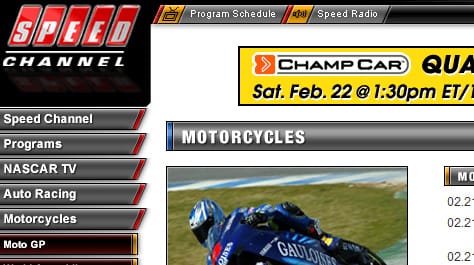 SPEED
CHANNEL
Program Schedule
Speed Radio
CHAMP CAR
Sat. Feb. 22 @ 1:30pm ET/
Speed Channel
Programs
NASCAR TV
Auto Racing
Motorcycles
Moto GP
MOTORCYCLES
GAULOISES
MO
02.2
02.2
02.2